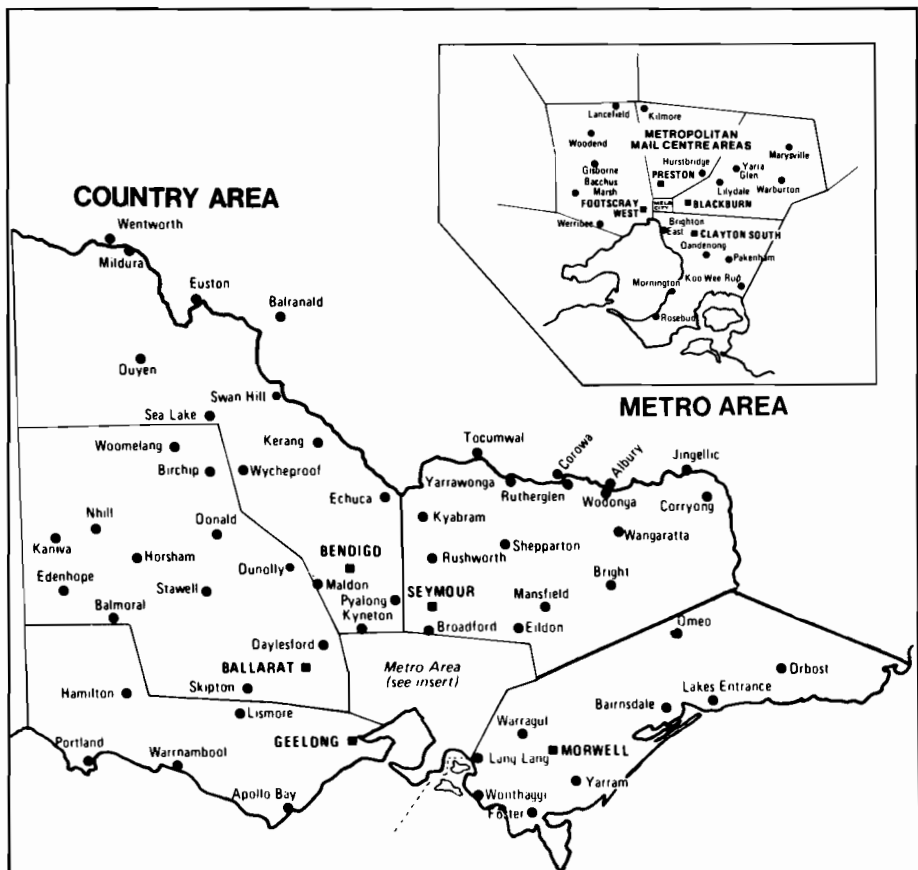 Lancefield
Kilmore
METROPOLITAN
MAIL CENTRE AREAS
Woodend
Marysville
Hurstbridge
Yarra
Glen
Gisborne
PRESTON
Bacchus
Marsh
Lilydale
Warburton
FOOTSCRAY
WEST
MELB
CITY
BLACKBURN
Werribee
Brighton
East
CLAYTON SOUTH
Dandenong
Pakenham
Mornington
Koo Wee Rup
Rosebud
COUNTRY AREA
METRO AREA
Wentworth
Mildura
Euston
Balranald
Ouyen
Swan Hill
Sea Lake
Woomelang
Kerang
Tocumwal
Corowa
Albury
Jingellic
Birchip
Wycheproof
Yarrawonga
Rutherglen
Wodonga
Corryong
Echuca
Nhill
Donald
Kyabram
Kaniva
Horsham
BENDIGO
Rushworth
Shepparton
Wangaratta
Edenhope
Stawell
Dunolly
Maldon
SEYMOUR
Mansfield
Bright
Balmoral
Pyalong
Kyneton
Broadford
Eildon
Omeo
Daylesford
BALLARAT
Metro Area
(see insert)
Orbost
Hamilton
Skipton
Lakes Entrance
Bairnsdale
Lismore
Warragul
Portland
Warrnambool
GEELONG
MORWELL
Lang Lang
Yarram
Apollo Bay
Wonthaggi
Foster